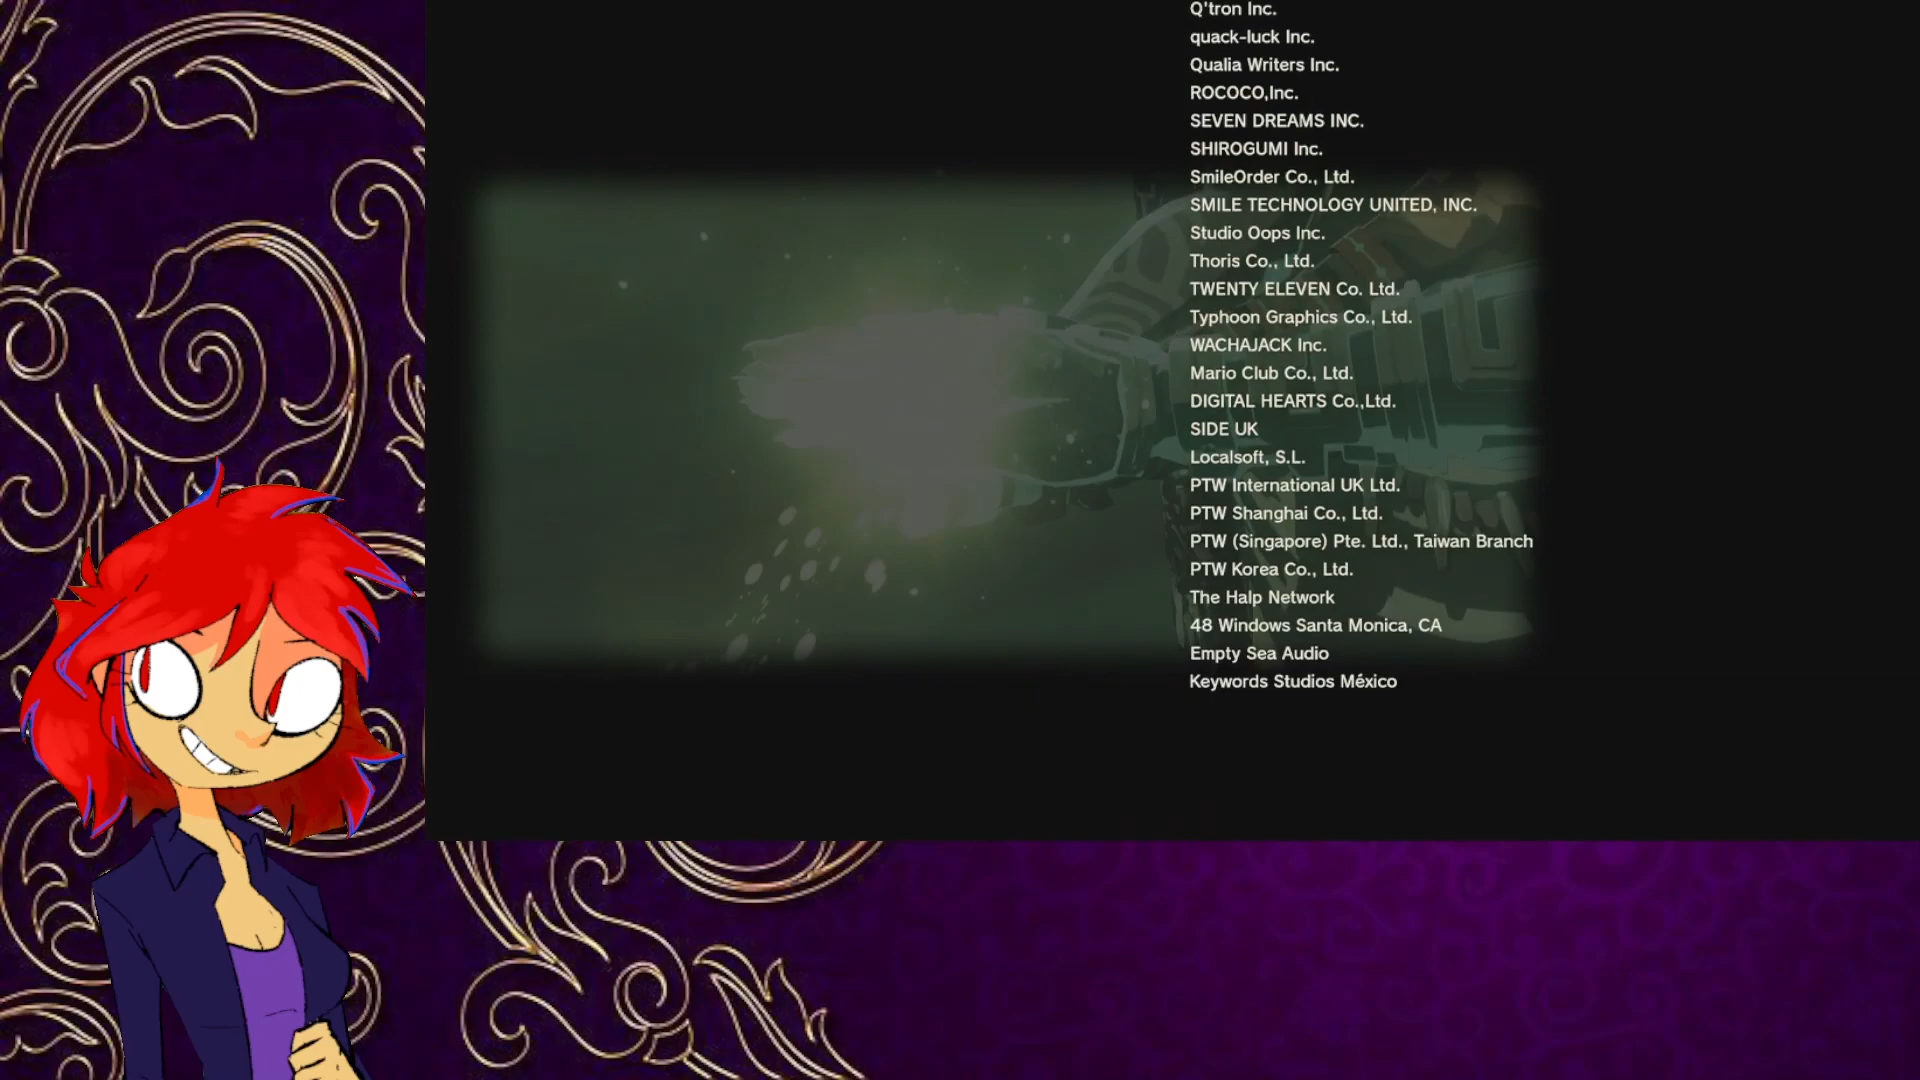 Q'tron Inc.
quack-luck Inc.
Qualia Writers Inc.
ROCOCO,Inc.
SEVEN DREAMS INC.
SHIROGUMI Inc.
SmileOrder Co., Ltd.
SMILE TECHNOLOGY UNITED, INC.
Studio Oops Inc.
Thoris Co., Ltd.
TWENTY ELEVEN Co. Ltd.
Typhoon Graphics Co., Ltd.
WACHAJACK Inc.
Mario Club Co., Ltd.
DIGITAL HEARTS Co.,Ltd.
SIDE UK
Localsoft, S.L.
PTW International UK Ltd.
PTW Shanghai Co., Ltd.
PTW (Singapore) Pte. Ltd., Taiwan Branch
PTW Korea Co., Ltd.
The Halp Network
48 Windows Santa Monica, CA
Empty Sea Audio
Keywords Studios México